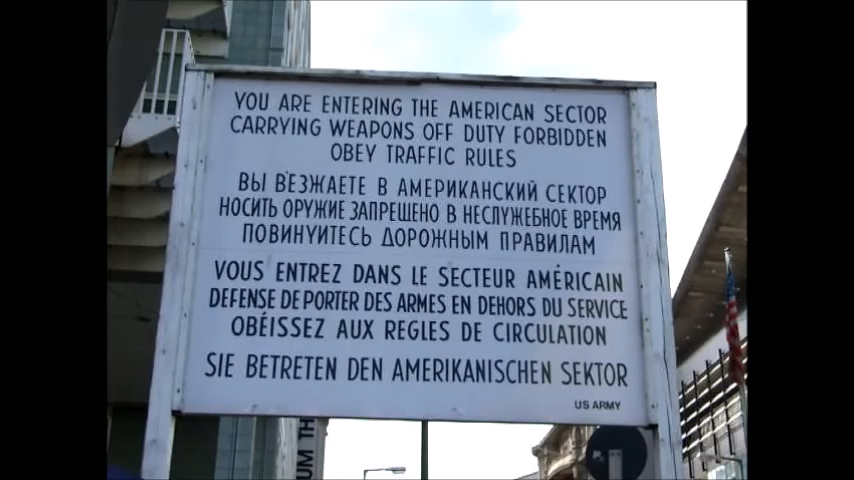 YOU ARE ENTERING THE AMERICAN SECTOR
CARRYING WEAPONS OFF DUTY FORBIDDEN
OBEY TRAFFIC RULES
ВЫ ВЪЕЗЖАЕТЕ В АМЕРИКАНСКИЙ СЕКТОР
НОСИТЬ ОРУЖИЕ ЗАПРЕЩЕНО В НЕСЛУЖЕБНОЕ ВРЕМЯ
ПОВИНУЙТЕСЬ ДОРОЖНЫМ ПРАВИЛАМ
VOUS ENTREZ DANS LE SECTEUR AMÉRICAIN
DÉFENSE DE PORTER DES ARMES EN DEHORS DU SERVICE
OBÉISSEZ AUX RÈGLES DE CIRCULATION
SIE BETRETEN DEN AMERIKANISCHEN SEKTOR
US ARMY